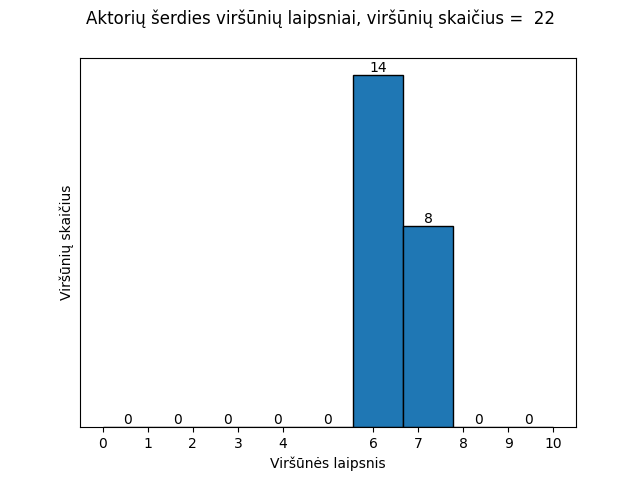 Aktorių šerdies viršūnių laipsniai, viršūnių skaičius =  22
14
8
0 0 0 0 0 0 0
0 1 2 3 4 6 7 8 9 10
Viršūnės laipsnis
Viršūnių skaičius